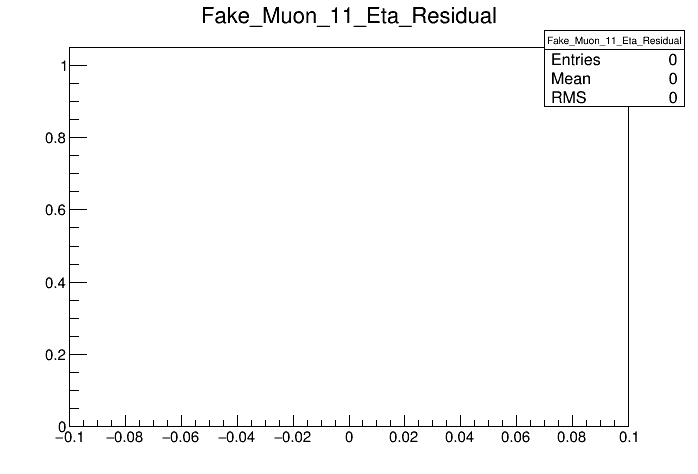 Fake_Muon_11_Eta_Residual
Fake_Muon_11_Eta_Residual
Entries 0
Mean 0
RMS 0
1
0.8
0.6
0.4
0.2
0
−0.1 −0.08 −0.06 −0.04 −0.02 0 0.02 0.04 0.06 0.08 0.1